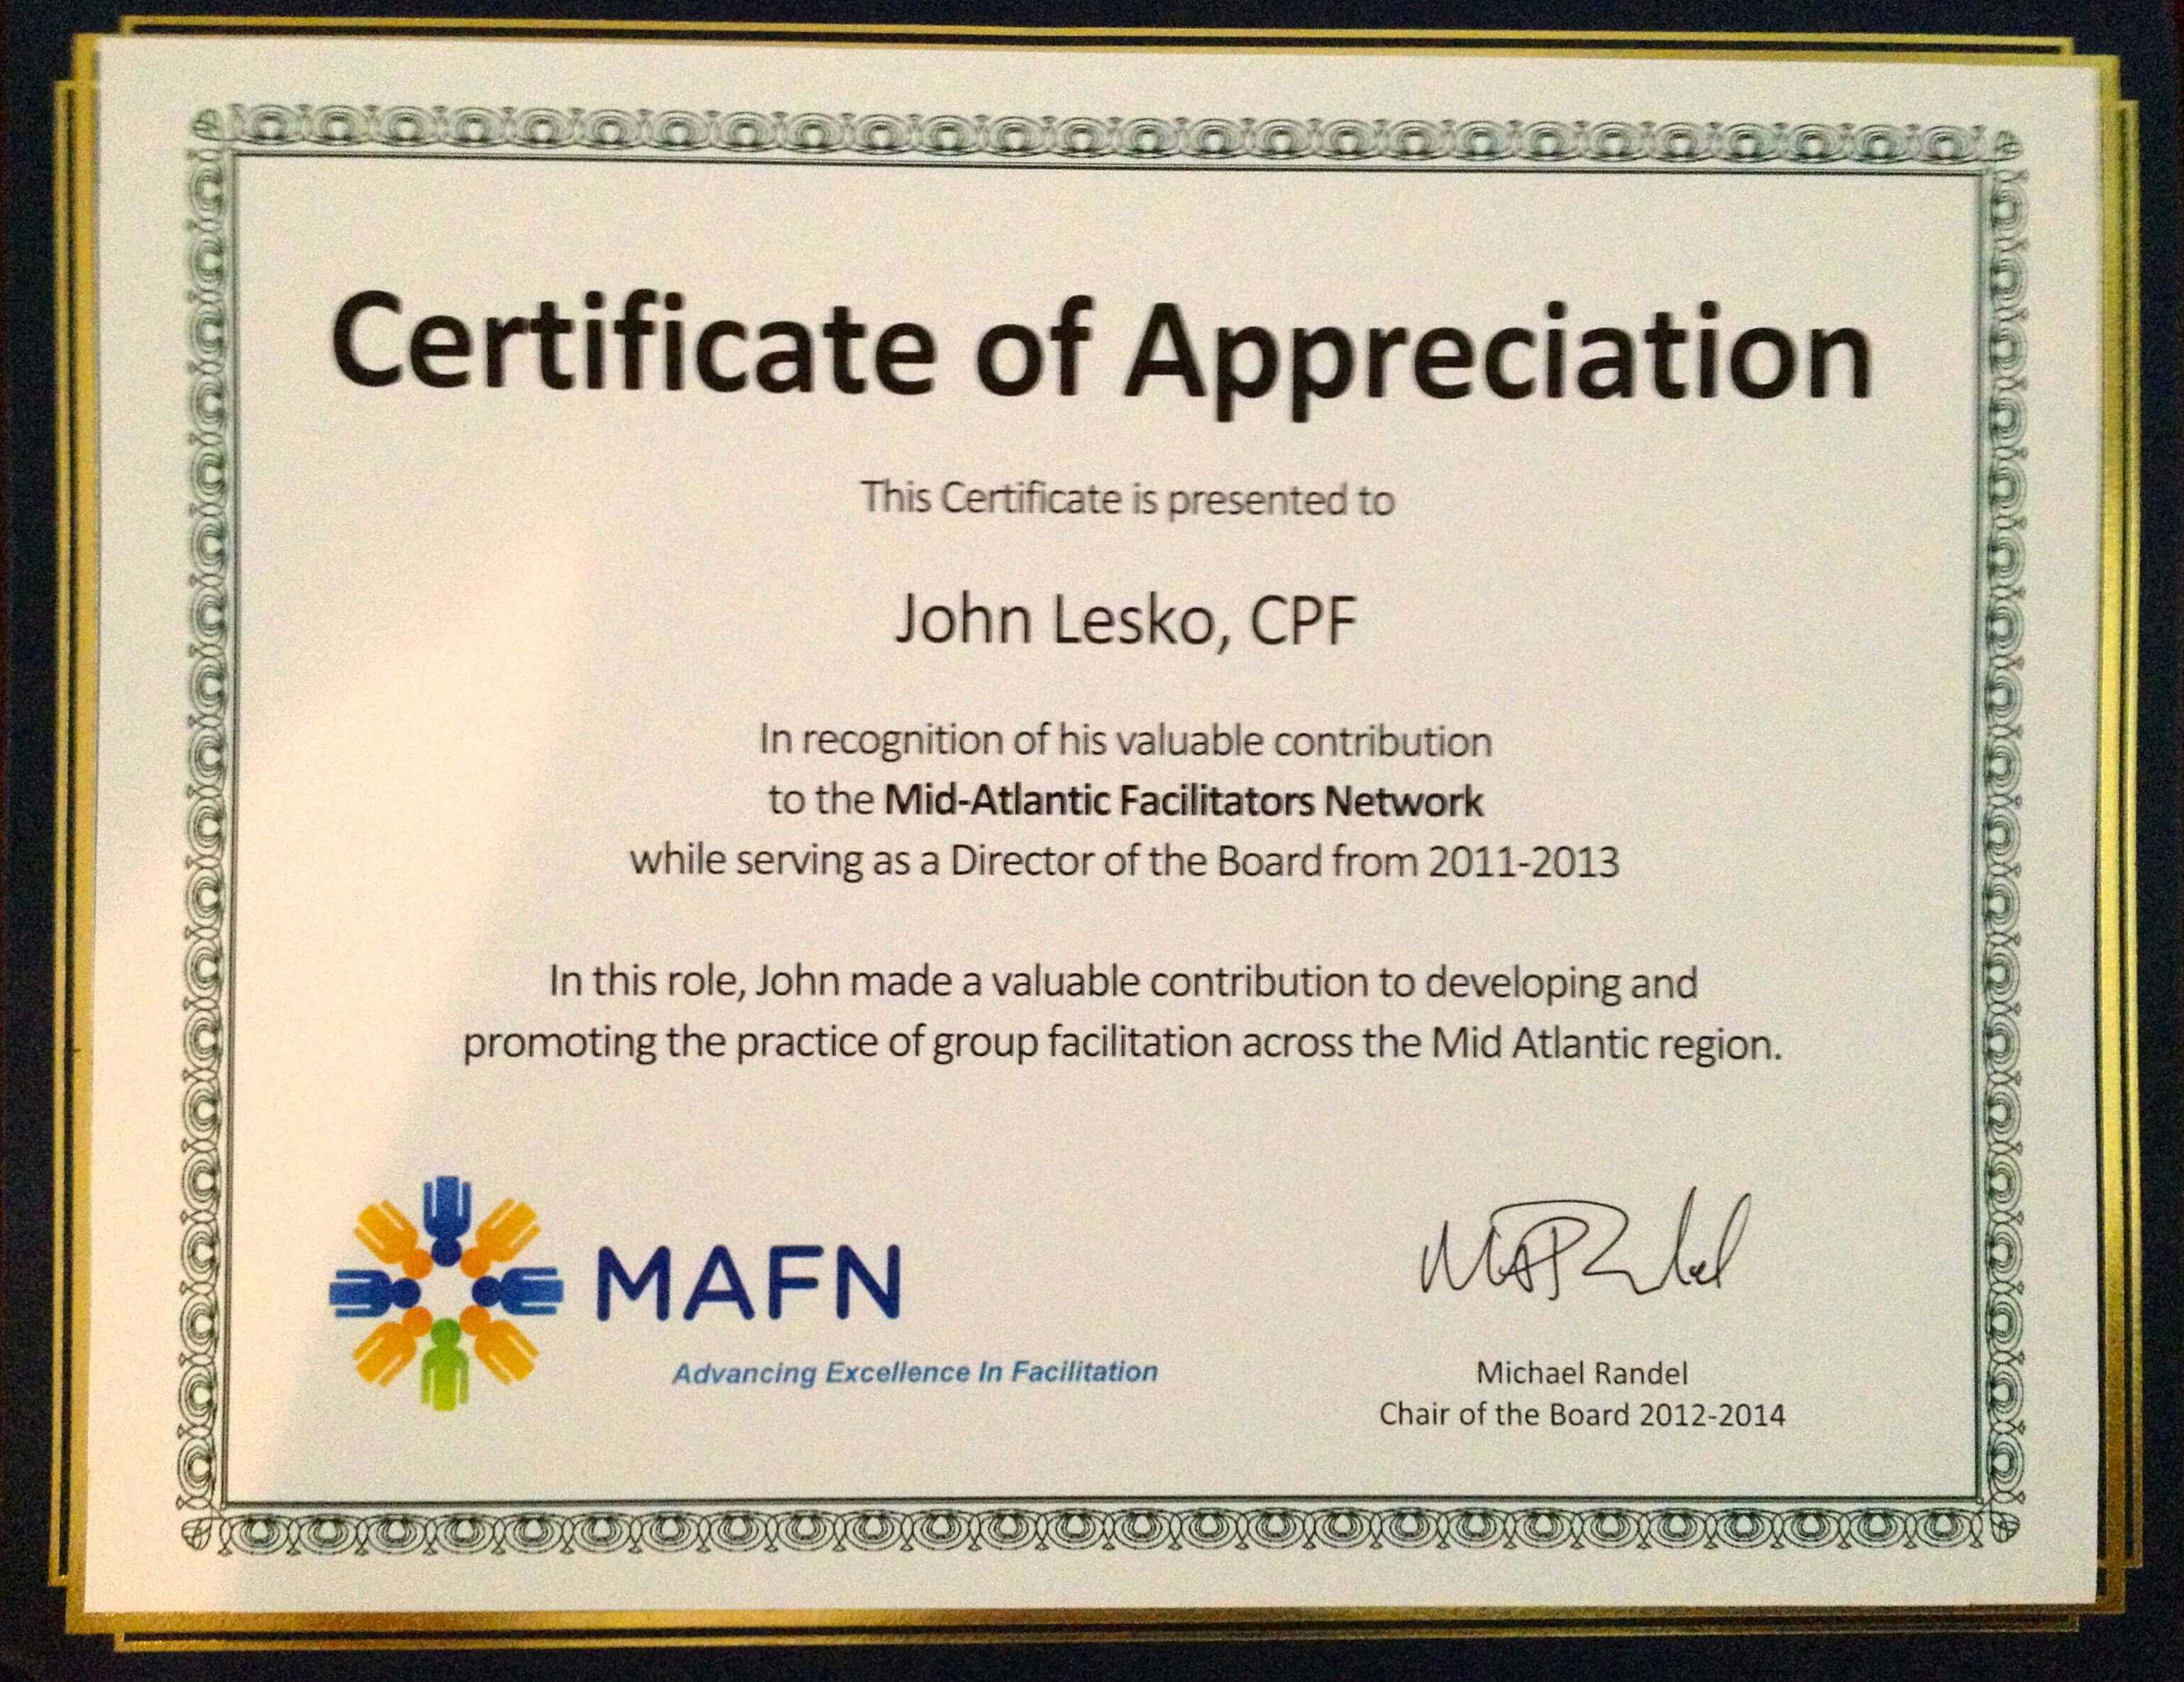 Certificate of Appreciation
This Certificate is presented to
John Lesko, CPF
In recognition of his valuable contribution
to the Mid-Atlantic Facilitators Network
while serving as a Director of the Board from 2011-2013
In this role, John made a valuable contribution to developing and
promoting the practice of group facilitation across the Mid Atlantic region.
MAFN
Advancing Excellence In Facilitation
Michael Randel
Chair of the Board 2012-2014